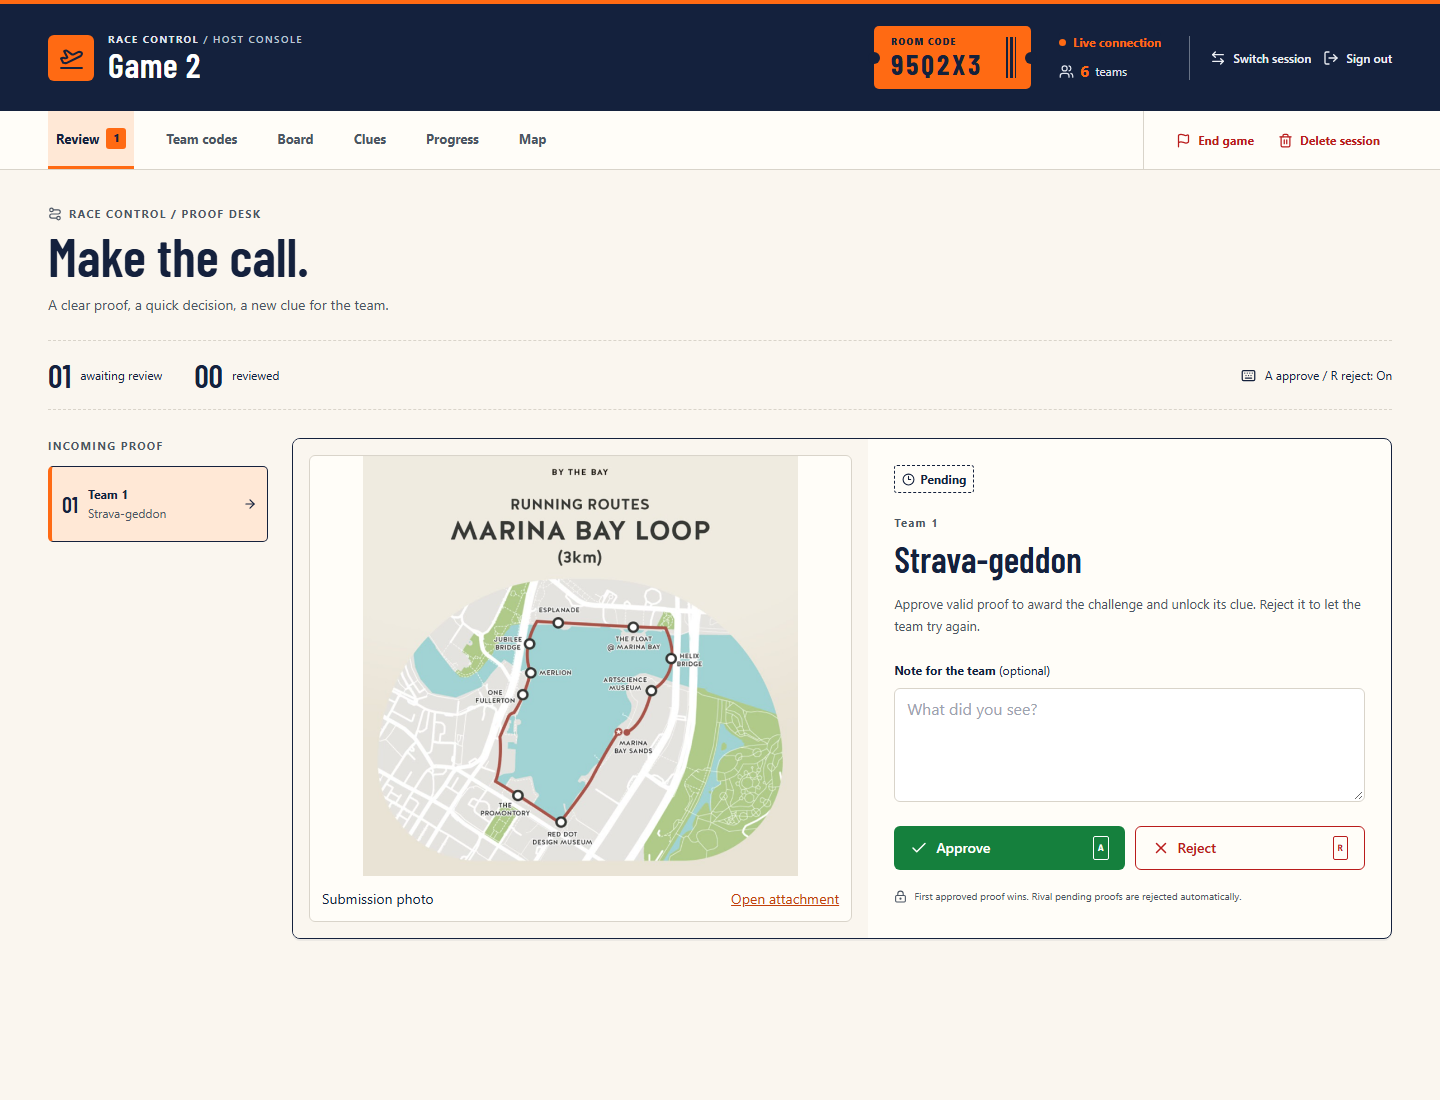 RACE CONTROL / HOST CONSOLE
Game 2
ROOM CODE
95Q2X3
Live connection
6 teams
Switch session
Sign out
Review 1
Team codes
Board
Clues
Progress
Map
End game
Delete session
RACE CONTROL / PROOF DESK
Make the call.
A clear proof, a quick decision, a new clue for the team.
01 awaiting review
00 reviewed
A approve / R reject: On
INCOMING PROOF
01
Team 1
Strava-geddon
BY THE BAY
RUNNING ROUTES
MARINA BAY LOOP
(3km)
ESPLANADE
JUBILEE
BRIDGE
THE FLOAT
@ MARINA BAY
HELIX
BRIDGE
MERLION
ARTSCIENCE
MUSEUM
ONE
FULLERTON
MARINA
BAY SANDS
THE
PROMONTORY
RED DOT
DESIGN MUSEUM
Submission photo
Open attachment
Pending
Team 1
Strava-geddon
Approve valid proof to award the challenge and unlock its clue. Reject it to let the
team try again.
Note for the team (optional)
What did you see?
Approve A
Reject R
First approved proof wins. Rival pending proofs are rejected automatically.